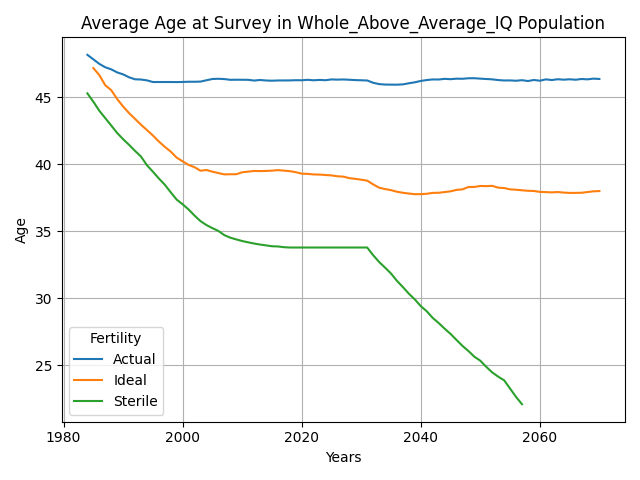 Average Age at Survey in Whole_Above_Average_IQ Population
45
40
35
30
25
Age
Fertility
Actual
Ideal
Sterile
1980 2000 2020 2040 2060
Years